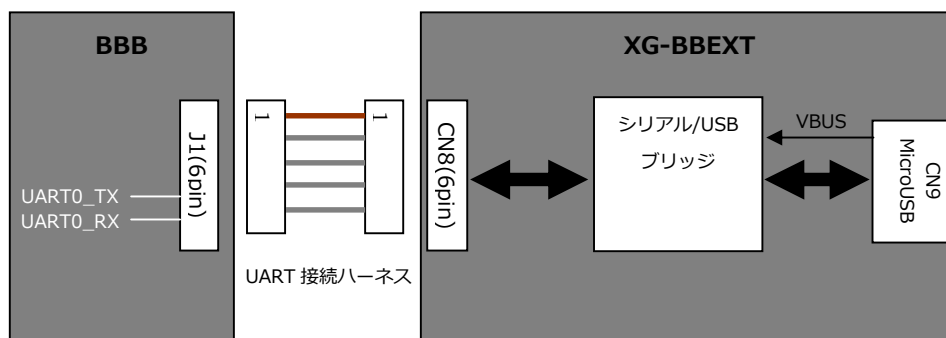 BBB
XG-BBEXT
J1(6pin)
1
1
CN8(6pin)
シリアル/USB
ブリッジ
VBUS
CN9
MicroUSB
UART0_TX
UART0_RX
UART 接続ハーネス